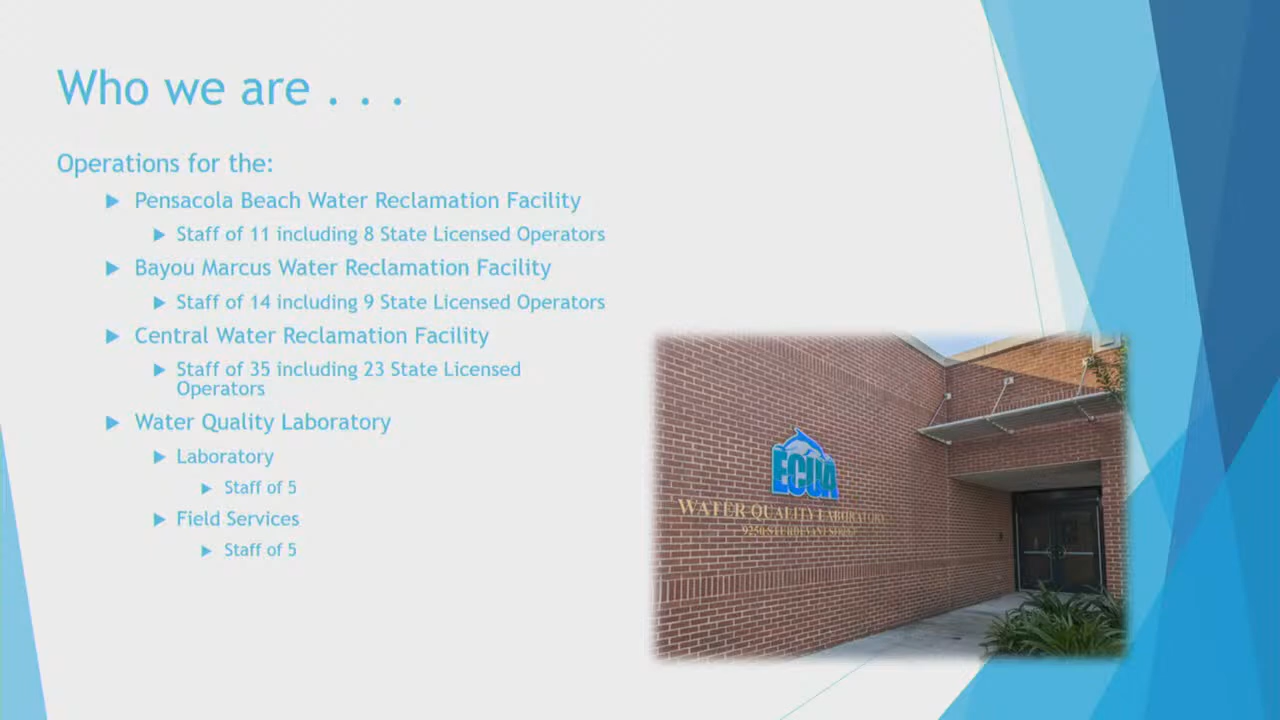 Who we are . . .
Operations for the:
Pensacola Beach Water Reclamation Facility
Staff of 11 including 8 State Licensed Operators
Bayou Marcus Water Reclamation Facility
Staff of 14 including 9 State Licensed Operators
Central Water Reclamation Facility
Staff of 35 including 23 State Licensed
Operators
Water Quality Laboratory
Laboratory
Staff of 5
Field Services
Staff of 5
ECUA
WATER QUALITY LABORATORY